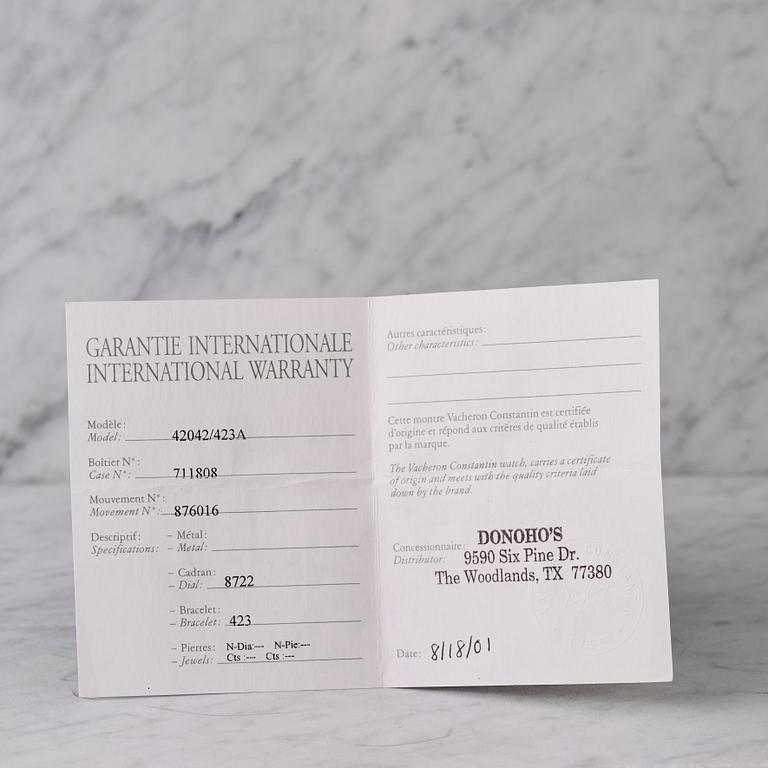 GARANTIE INTERNATIONALE
INTERNATIONAL WARRANTY
Modèle:
Model: 42042/423A
Boîtier N°:
Case N°: 711808
Mouvement N°:
Movement N°: 876016
Descriptif: – Métal:
Specifications: – Metal:
– Cadran:
– Dial: 8722
– Bracelet:
– Bracelet: 423
– Pierres: N-Dia:--- N-Pie:---
– Jewels: Cts :--- Cts :---
Autres caractéristiques:
Other characteristics:
Cette montre Vacheron Constantin est certifiée
d'origine et répond aux critères de qualité établis
par la marque.
The Vacheron Constantin watch, carries a certificate
of origin and meets with the quality criteria laid
down by the brand.
DONOHO'S
Concessionnaire:
Distributor: 9590 Six Pine Dr.
The Woodlands, TX 77380
Date: 8/18/01